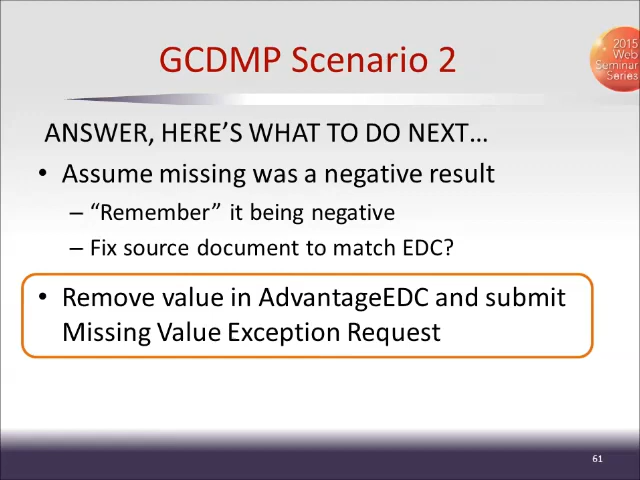 GCDMP Scenario 2
2015
Web
Seminar
Series
ANSWER, HERE’S WHAT TO DO NEXT…
• Assume missing was a negative result
– “Remember” it being negative
– Fix source document to match EDC?
• Remove value in AdvantageEDC and submit
Missing Value Exception Request
61